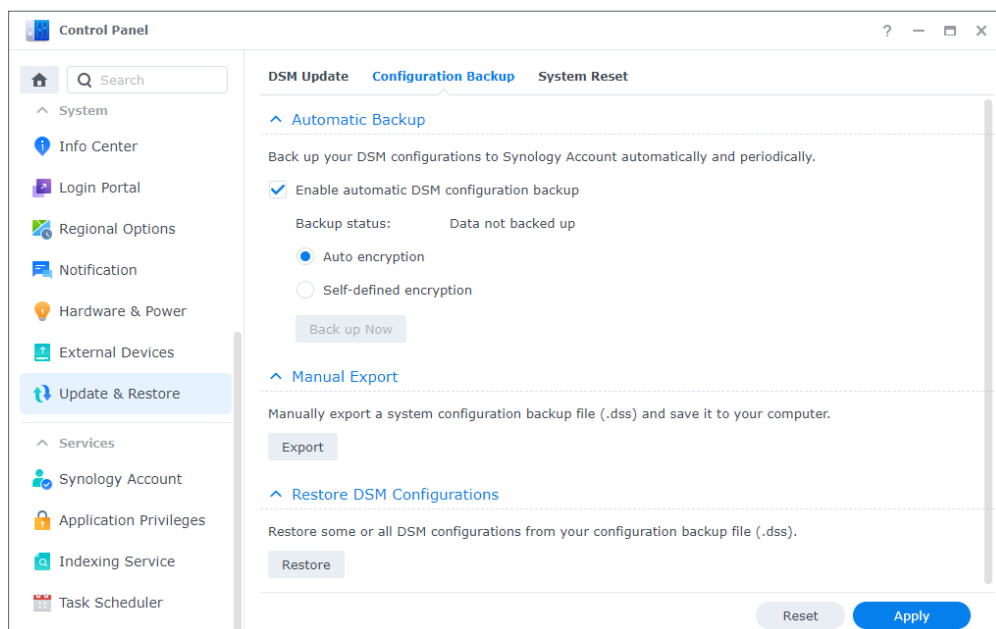 Control Panel
?
Search
System
Info Center
Login Portal
Regional Options
Notification
Hardware & Power
External Devices
Update & Restore
Services
Synology Account
Application Privileges
Indexing Service
Task Scheduler
DSM Update Configuration Backup System Reset
Automatic Backup
Back up your DSM configurations to Synology Account automatically and periodically.
Enable automatic DSM configuration backup
Backup status: Data not backed up
Auto encryption
Self-defined encryption
Back up Now
Manual Export
Manually export a system configuration backup file (.dss) and save it to your computer.
Export
Restore DSM Configurations
Restore some or all DSM configurations from your configuration backup file (.dss).
Restore
Reset Apply